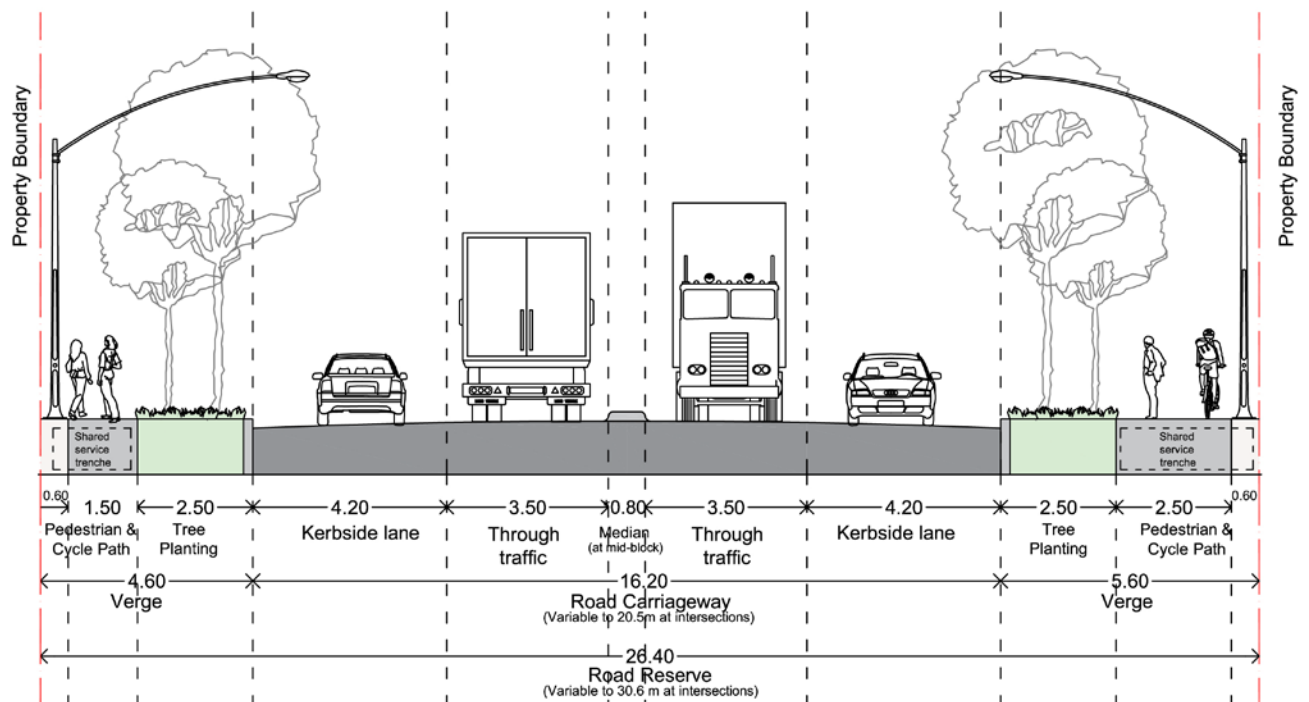 Property Boundary
Property Boundary
Shared
service
trenche
Shared
service
trenche
0.60 1.50 2.50 4.20 3.50 0.80 3.50 4.20 2.50 2.50 0.60
Pedestrian &
Cycle Path
Tree
Planting
Kerbside lane
Through
traffic
Median
(at mid-block)
Through
traffic
Kerbside lane
Tree
Planting
Pedestrian &
Cycle Path
4.60 16.20 5.60
Verge
Road Carriageway
(Variable to 20.5m at intersections)
Verge
26.40
Road Reserve
(Variable to 30.6 m at intersections)